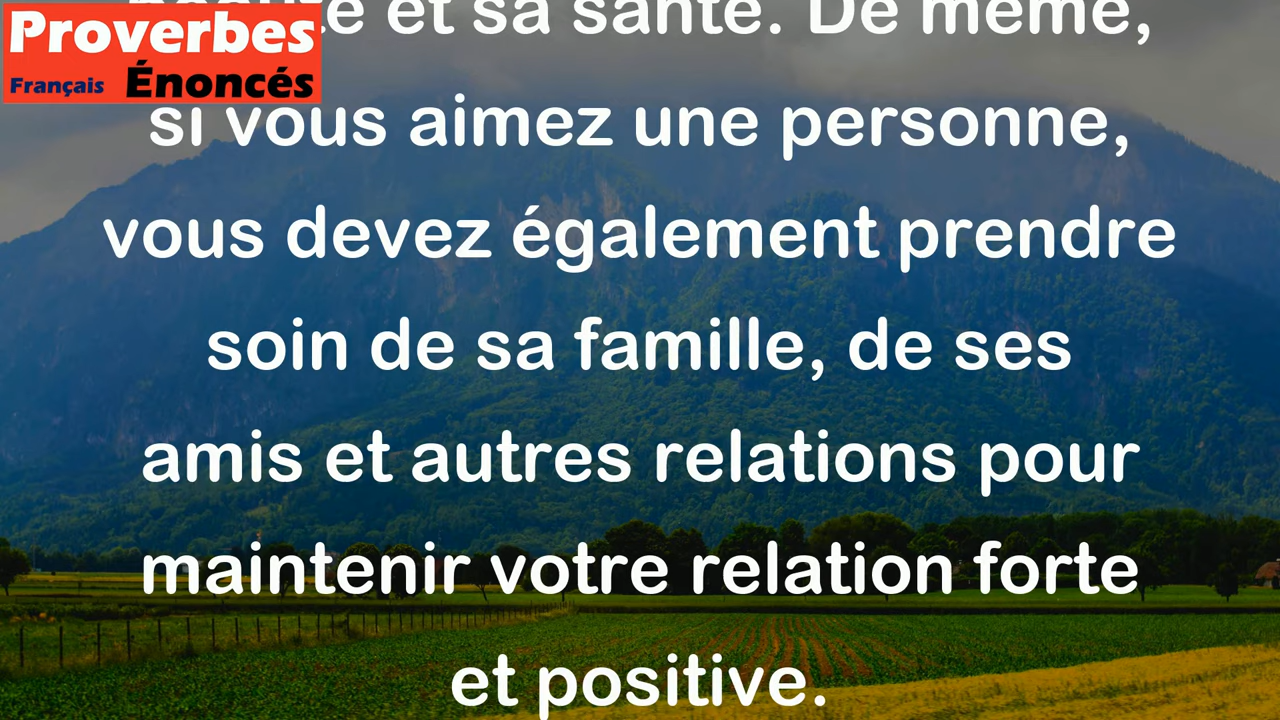 Proverbes
Français Énoncés
et sa santé. De même,
si vous aimez une personne,
vous devez également prendre
soin de sa famille, de ses
amis et autres relations pour
maintenir votre relation forte
et positive.